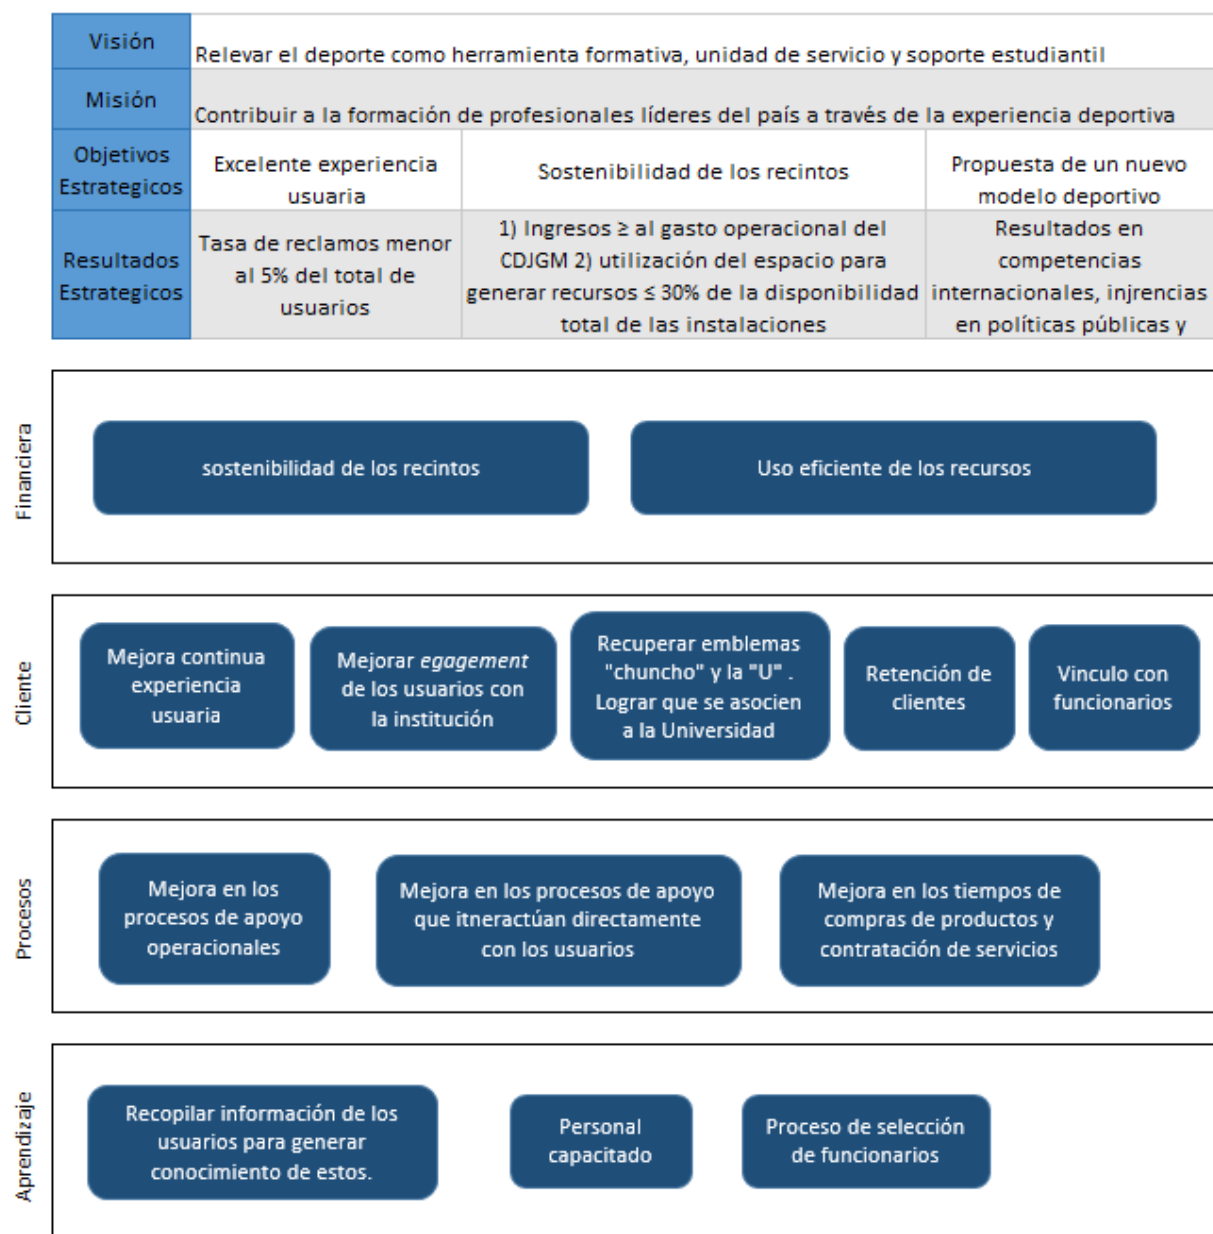 Visión
Relevar el deporte como herramienta formativa, unidad de servicio y soporte estudiantil
Misión
Contribuir a la formación de profesionales líderes del país a través de la experiencia deportiva
Objetivos
Estrategicos
Excelente experiencia
usuaria
Sostenibilidad de los recintos
Propuesta de un nuevo
modelo deportivo
Resultados
Estrategicos
Tasa de reclamos menor
al 5% del total de
usuarios
1) Ingresos ≥ al gasto operacional del
CDJGM 2) utilización del espacio para
generar recursos ≤ 30% de la disponibilidad
total de las instalaciones
Resultados en
competencias
internacionales, injrencias
en políticas públicas y
Financiera
sostenibilidad de los recintos
Uso eficiente de los recursos
Cliente
Mejora continua
experiencia
usuaria
Mejorar egagement
de los usuarios con
la institución
Recuperar emblemas
"chuncho" y la "U" .
Lograr que se asocien
a la Universidad
Retención de
clientes
Vinculo con
funcionarios
Procesos
Mejora en los
procesos de apoyo
operacionales
Mejora en los procesos de apoyo
que itneractúan directamente
con los usuarios
Mejora en los tiempos de
compras de productos y
contratación de servicios
Aprendizaje
Recopilar información de los
usuarios para generar
conocimiento de estos.
Personal
capacitado
Proceso de selección
de funcionarios